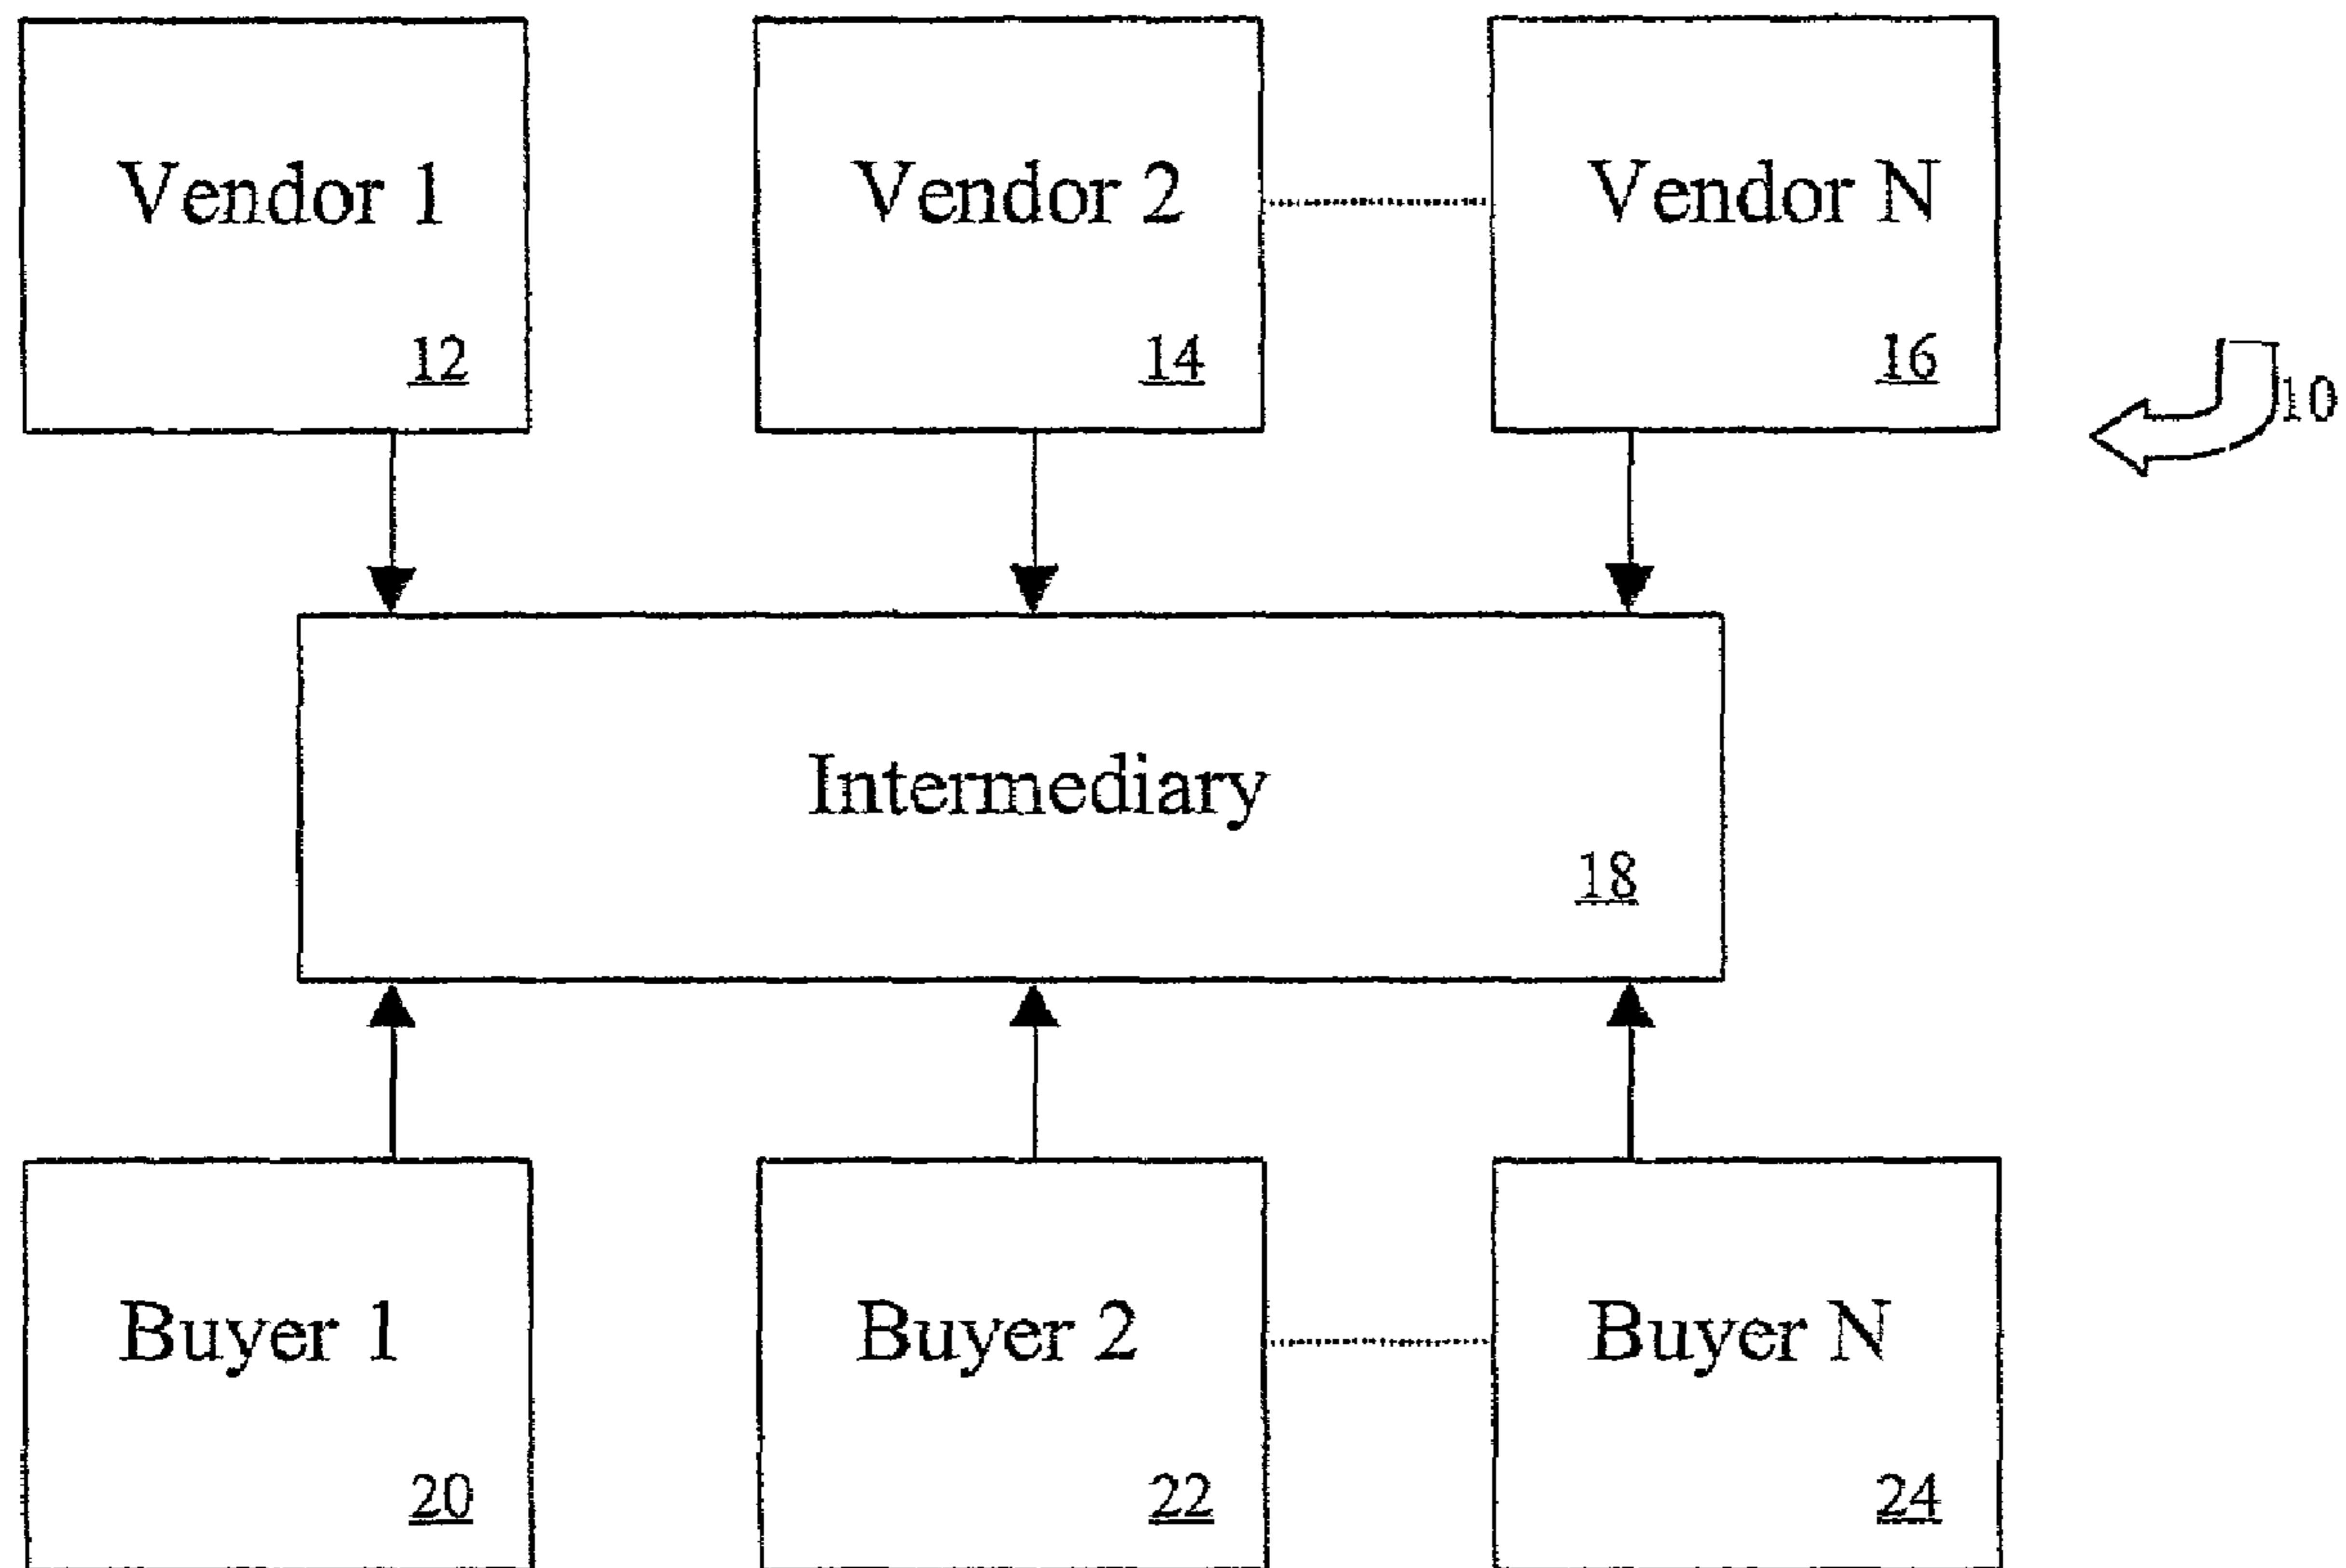 Vendor 1
12
Vendor 2
14
Vendor N
16
10
Intermediary
18
Buyer 1
20
Buyer 2
22
Buyer N
24